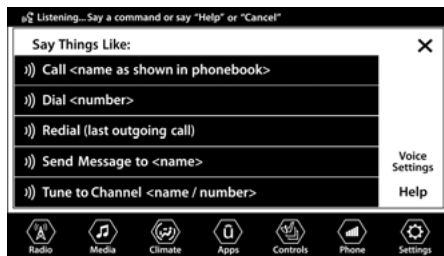 Listening...Say a command or say "Help" or "Cancel"
Say Things Like:
Call <name as shown in phonebook>
Dial <number>
Redial (last outgoing call)
Send Message to <name>
Tune to Channel <name / number>
Voice
Settings
Help
Radio Media Climate Apps Controls Phone Settings